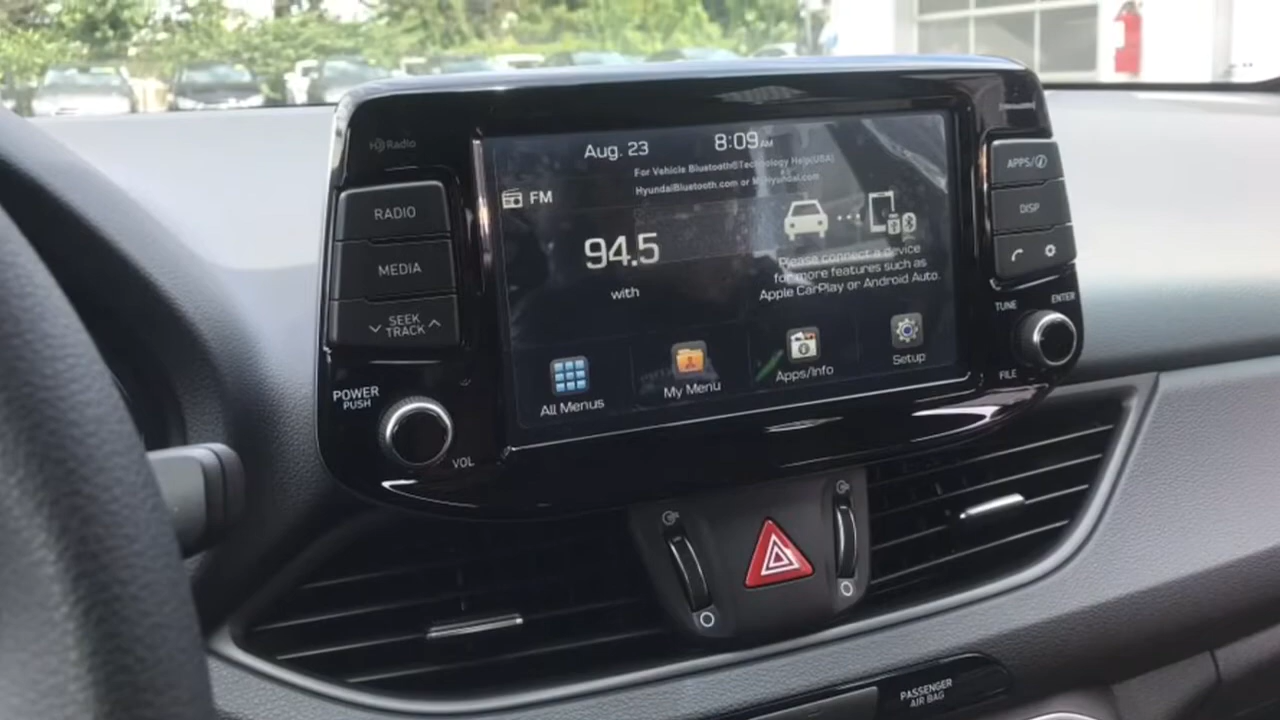 HD Radio
RADIO
MEDIA
SEEK
TRACK
POWER
PUSH
VOL
Aug. 23
8:09 AM
For Vehicle Bluetooth®Technology Help(USA)
HyundaiBluetooth.com or MyHyundai.com
FM
94.5
with
Please connect a device
for more features such as
Apple CarPlay or Android Auto.
All Menus
My Menu
Apps/Info
Setup
APPS/i
DISP
TUNE
ENTER
FILE
PASSENGER
AIR BAG